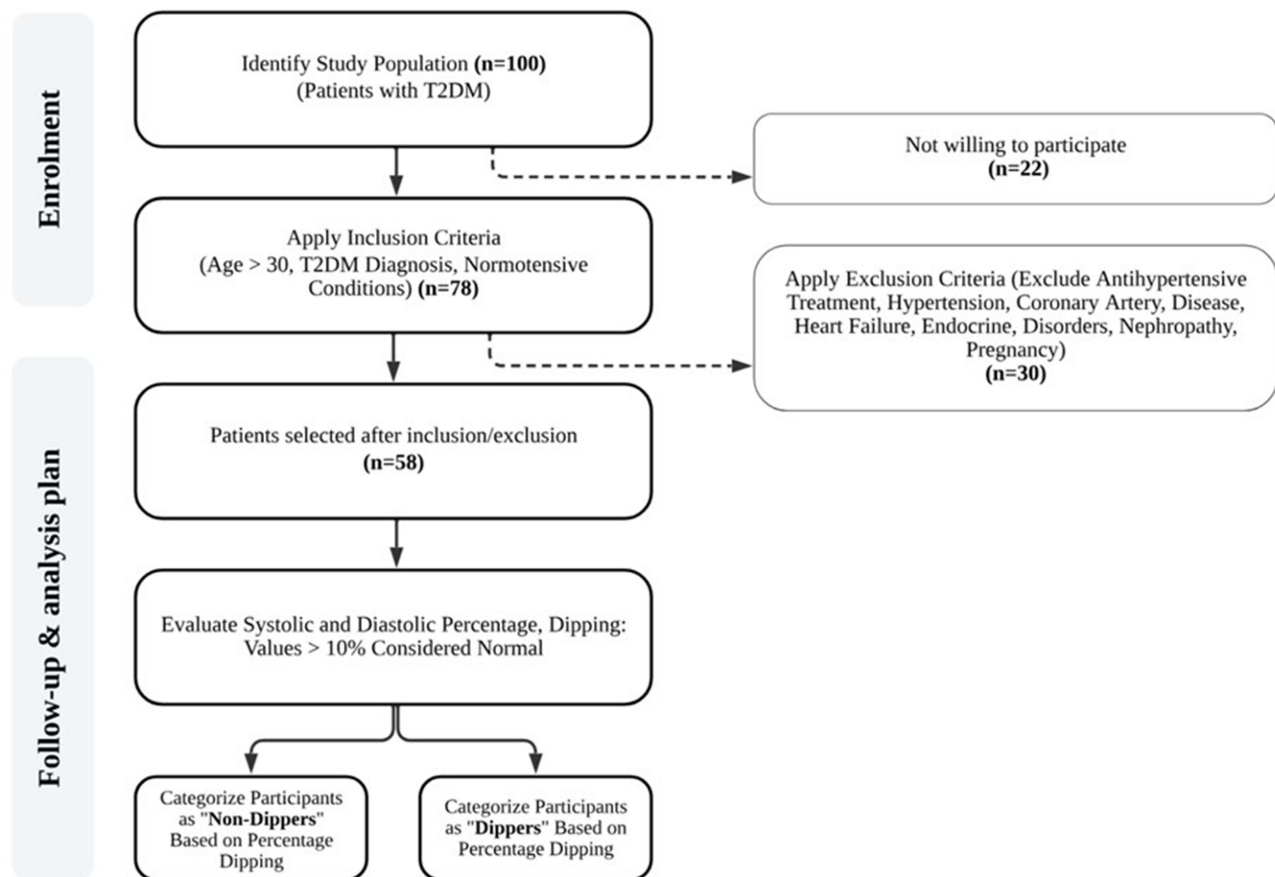 Enrolment
Identify Study Population (n=100)
(Patients with T2DM)
Not willing to participate
(n=22)
Apply Inclusion Criteria
(Age > 30, T2DM Diagnosis, Normotensive
Conditions) (n=78)
Apply Exclusion Criteria (Exclude Antihypertensive
Treatment, Hypertension, Coronary Artery, Disease,
Heart Failure, Endocrine, Disorders, Nephropathy,
Pregnancy)
(n=30)
Follow-up & analysis plan
Patients selected after inclusion/exclusion
(n=58)
Evaluate Systolic and Diastolic Percentage, Dipping:
Values > 10% Considered Normal
Categorize Participants
as "Non-Dippers"
Based on Percentage
Dipping
Categorize Participants
as "Dippers" Based on
Percentage Dipping